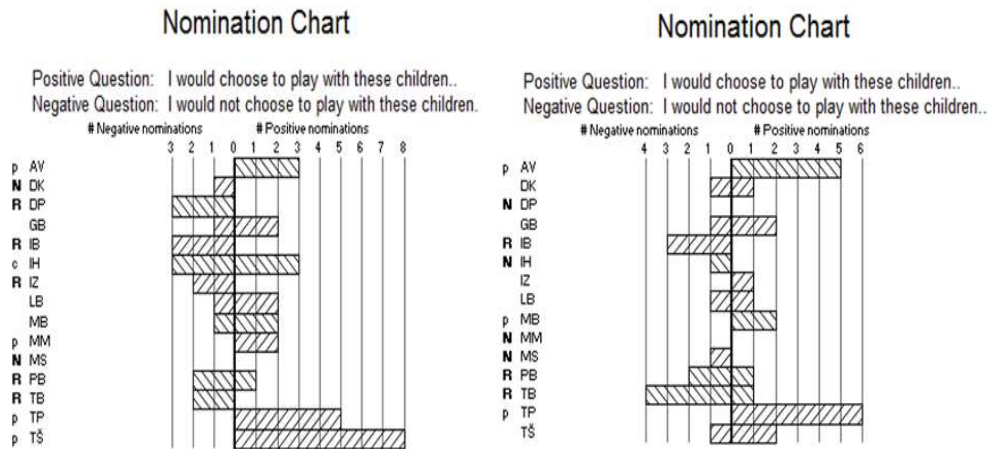 Nomination Chart
Positive Question: I would choose to play with these children..
Negative Question: I would not choose to play with these children.
# Negative nominations # Positive nominations
3 2 1 0 1 2 3 4 5 6 7 8
p AV
N DK
R DP
GB
R IB
c IH
R IZ
LB
MB
p MM
N MS
R PB
R TB
p TP
p TŠ
Nomination Chart
Positive Question: I would choose to play with these children..
Negative Question: I would not choose to play with these children..
# Negative nominations # Positive nominations
4 3 2 1 0 1 2 3 4 5 6
p AV
DK
N DP
GB
R IB
N IH
IZ
LB
p MB
N MM
N MS
R PB
R TB
p TP
TŠ